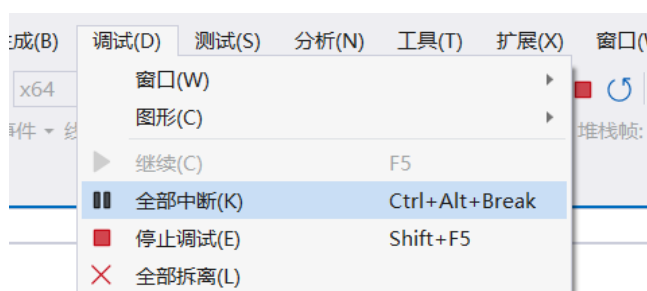 成(B) 调试(D) 测试(S) 分析(N) 工具(T) 扩展(X) 窗口(
窗口(W)
x64
图形(C)
件 堆栈帧:
继续(C) F5
全部中断(K) Ctrl+Alt+Break
停止调试(E) Shift+F5
全部拆离(L)